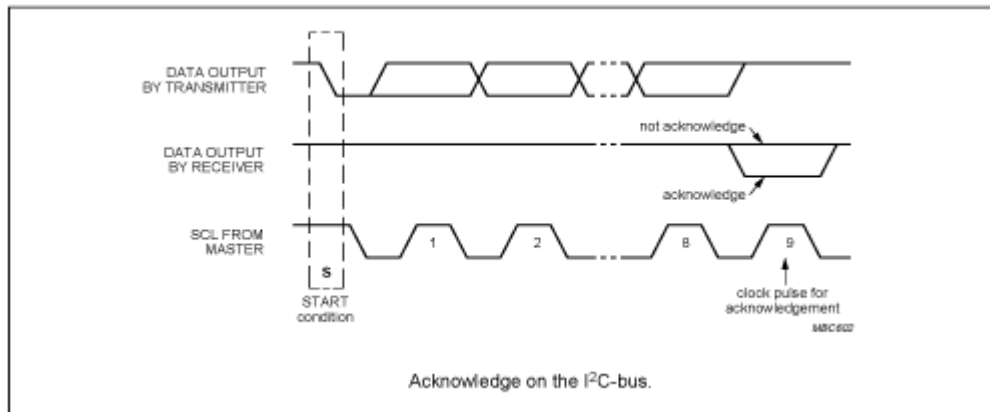 DATA OUTPUT
BY TRANSMITTER
not acknowledge
DATA OUTPUT
BY RECEIVER
acknowledge
SCL FROM
MASTER
1
2
8
9
S
START
condition
clock pulse for
acknowledgement
MBC602
Acknowledge on the I²C-bus.